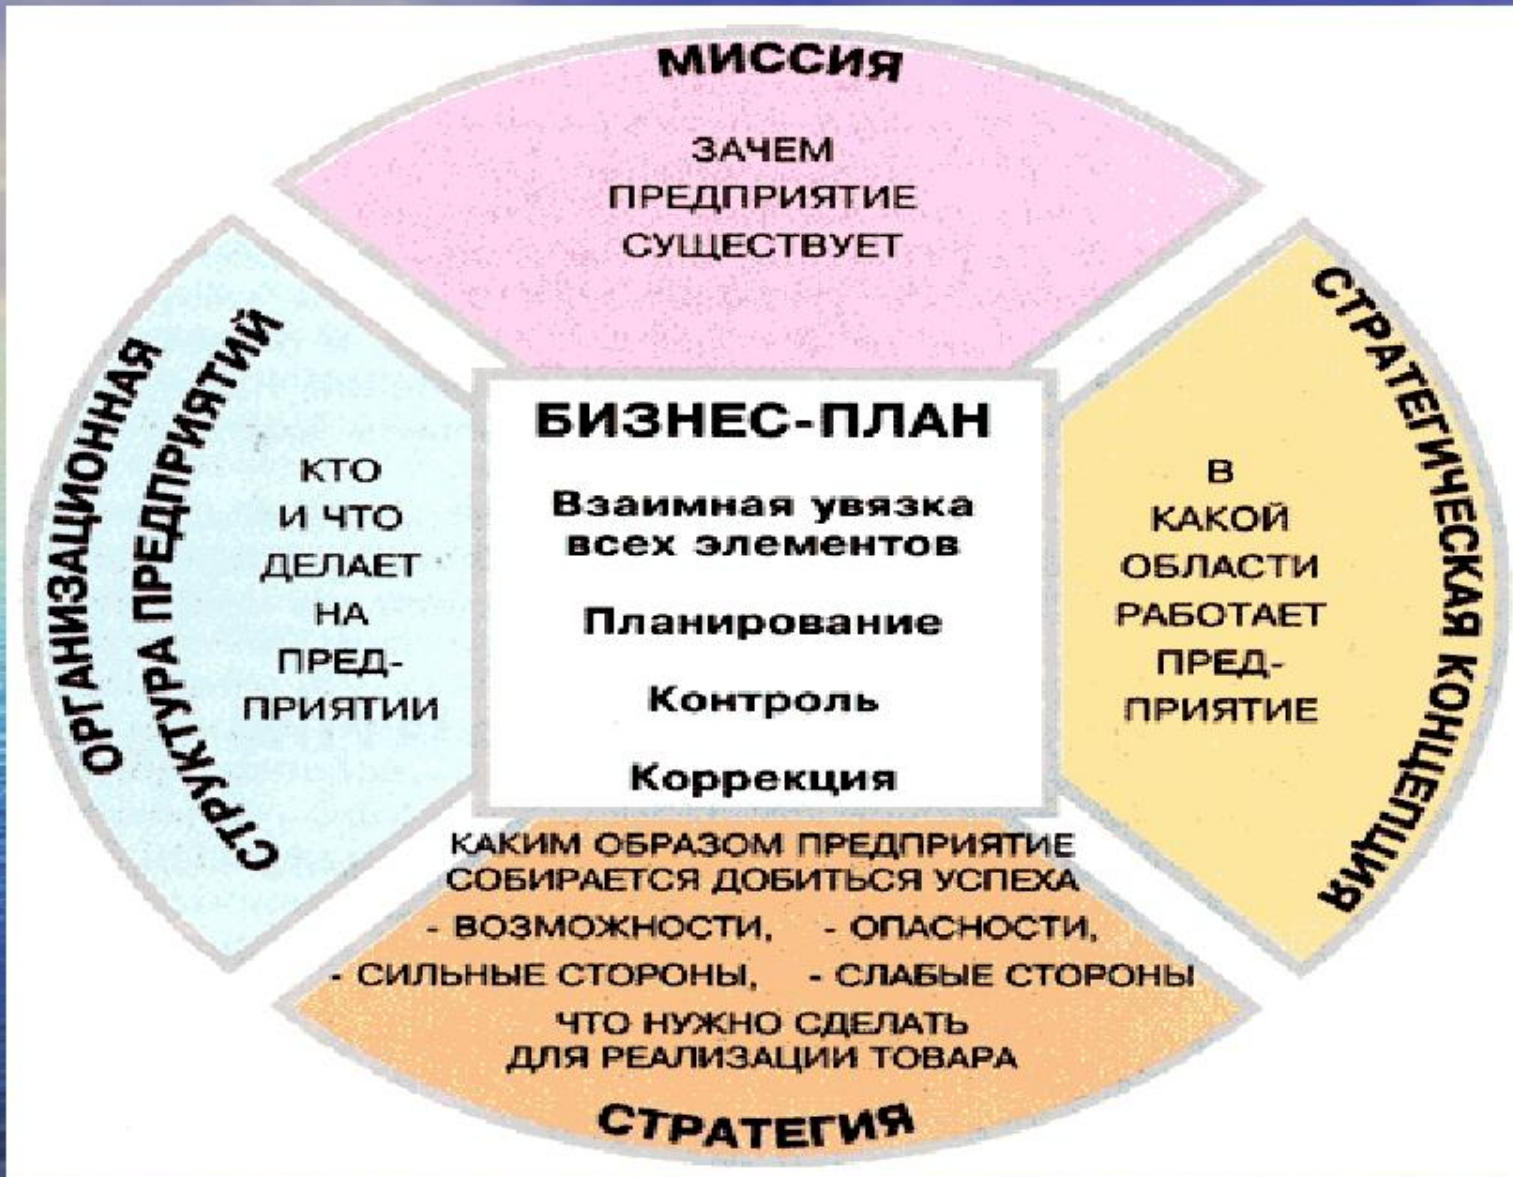 МИССИЯ
ЗАЧЕМ
ПРЕДПРИЯТИЕ
СУЩЕСТВУЕТ
ОРГАНИЗАЦИОННАЯ
СТРУКТУРА ПРЕДПРИЯТИЙ
КТО
И ЧТО
ДЕЛАЕТ
НА
ПРЕД-
ПРИЯТИИ
БИЗНЕС-ПЛАН
Взаимная увязка
всех элементов
Планирование
Контроль
Коррекция
В
КАКОЙ
ОБЛАСТИ
РАБОТАЕТ
ПРЕД-
ПРИЯТИЕ
СТРАТЕГИЧЕСКАЯ КОНЦЕПЦИЯ
КАКИМ ОБРАЗОМ ПРЕДПРИЯТИЕ
СОБИРАЕТСЯ ДОБИТЬСЯ УСПЕХА
- ВОЗМОЖНОСТИ, - ОПАСНОСТИ,
- СИЛЬНЫЕ СТОРОНЫ, - СЛАБЫЕ СТОРОНЫ
ЧТО НУЖНО СДЕЛАТЬ
ДЛЯ РЕАЛИЗАЦИИ ТОВАРА
СТРАТЕГИЯ